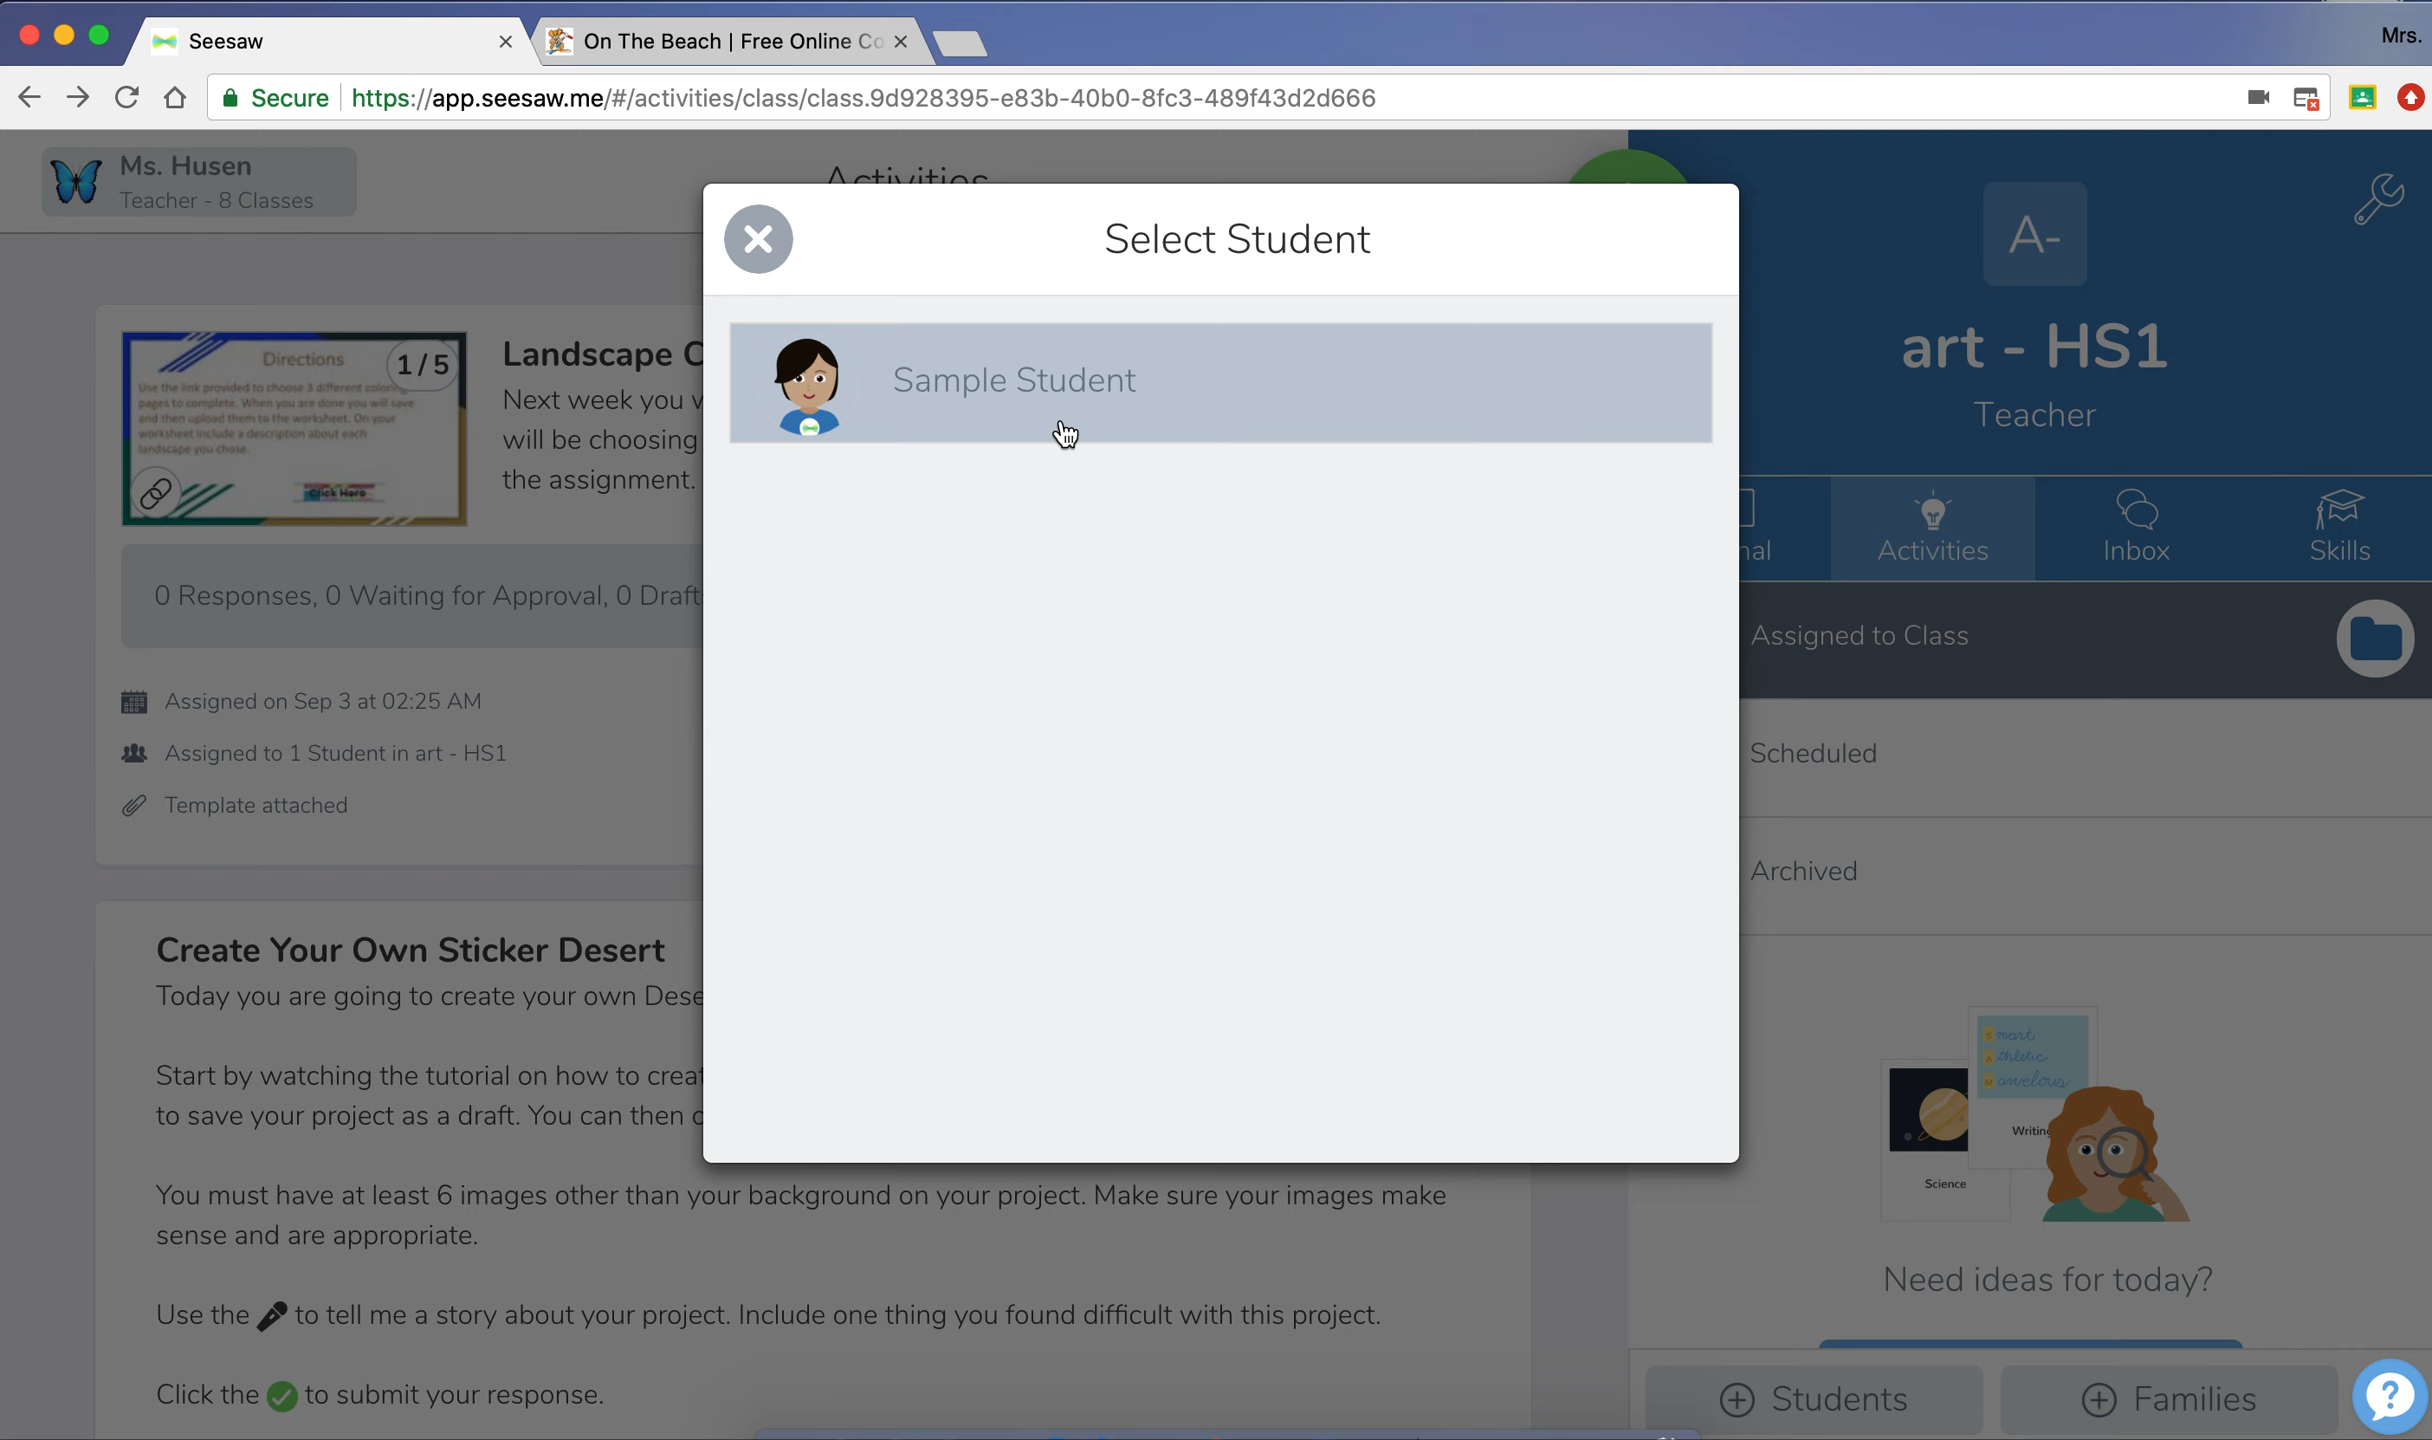 Seesaw
On The Beach | Free Online Co
Mrs.
Secure
https://app.seesaw.me/#/activities/class/class.9d928395-e83b-40b0-8fc3-489f43d2d666
Ms. Husen
Teacher - 8 Classes
Activities
Select Student
Sample Student
1 / 5
Directions
Use the link provided to choose 3 different coloring
pages to complete. When you are done you will save
and then upload them to the worksheet. On your
worksheet include a description about each
landscape you chose.
Click Here
Landscape C
Next week you
will be choosing
the assignment.
0 Responses, 0 Waiting for Approval, 0 Draft
Assigned on Sep 3 at 02:25 AM
Assigned to 1 Student in art - HS1
Template attached
Create Your Own Sticker Desert
Today you are going to create your own Dese
Start by watching the tutorial on how to creat
to save your project as a draft. You can then
You must have at least 6 images other than your background on your project. Make sure your images make
sense and are appropriate.
Use the to tell me a story about your project. Include one thing you found difficult with this project.
Click the to submit your response.
A-
art - HS1
Teacher
nal
Activities
Inbox
Skills
Assigned to Class
Scheduled
Archived
Smart
Athletic
Marvelous
Writing
Science
Need ideas for today?
Students
Families
?